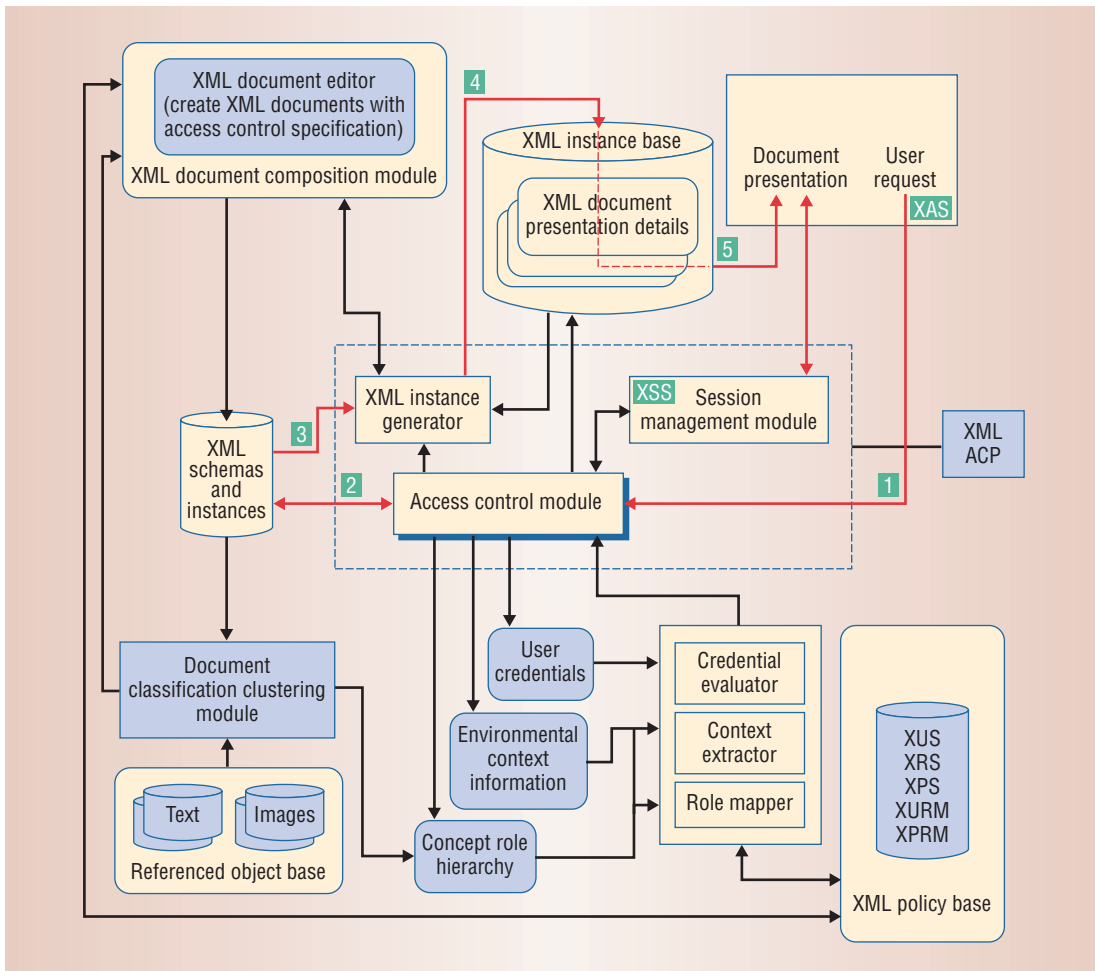 XML document editor
(create XML documents with
access control specification)
XML document composition module
4
XML instance base
XML document
presentation details
5
Document
presentation
User
request
XAS
XML instance
generator
XSS
Session
management module
XML
ACP
XML
schemas
and
instances
3
2
Access control module
1
Document
classification clustering
module
Text
Images
Referenced object base
User
credentials
Environmental
context
information
Concept role
hierarchy
Credential
evaluator
Context
extractor
Role mapper
XUS
XRS
XPS
XURM
XPRM
XML policy base